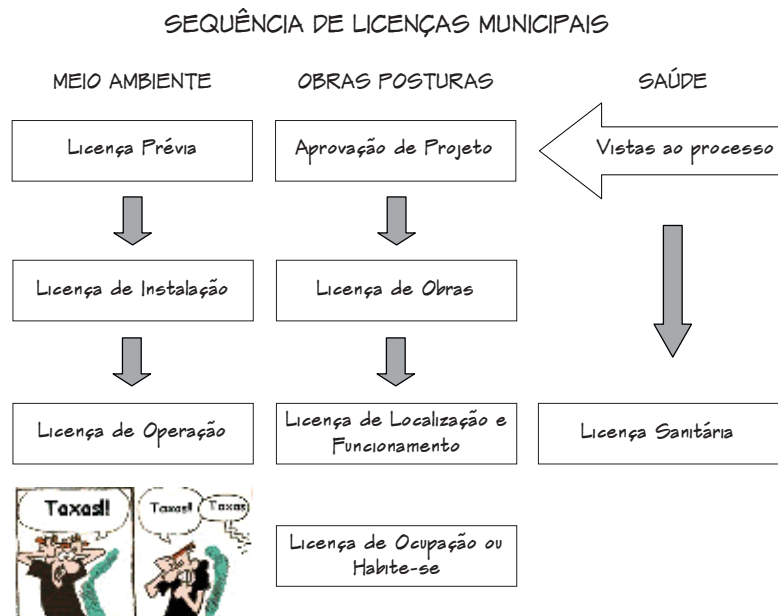 SEQUÊNCIA DE LICENÇAS MUNICIPAIS
MEIO AMBIENTE
OBRAS POSTURAS
SAÚDE
Licença Prévia
Aprovação de Projeto
Vistas ao processo
Licença de Instalação
Licença de Obras
Licença de Operação
Licença de Localização e
Funcionamento
Licença Sanitária
Taxas!!
Taxas!!
Taxas
Licença de Ocupação ou
Habite-se